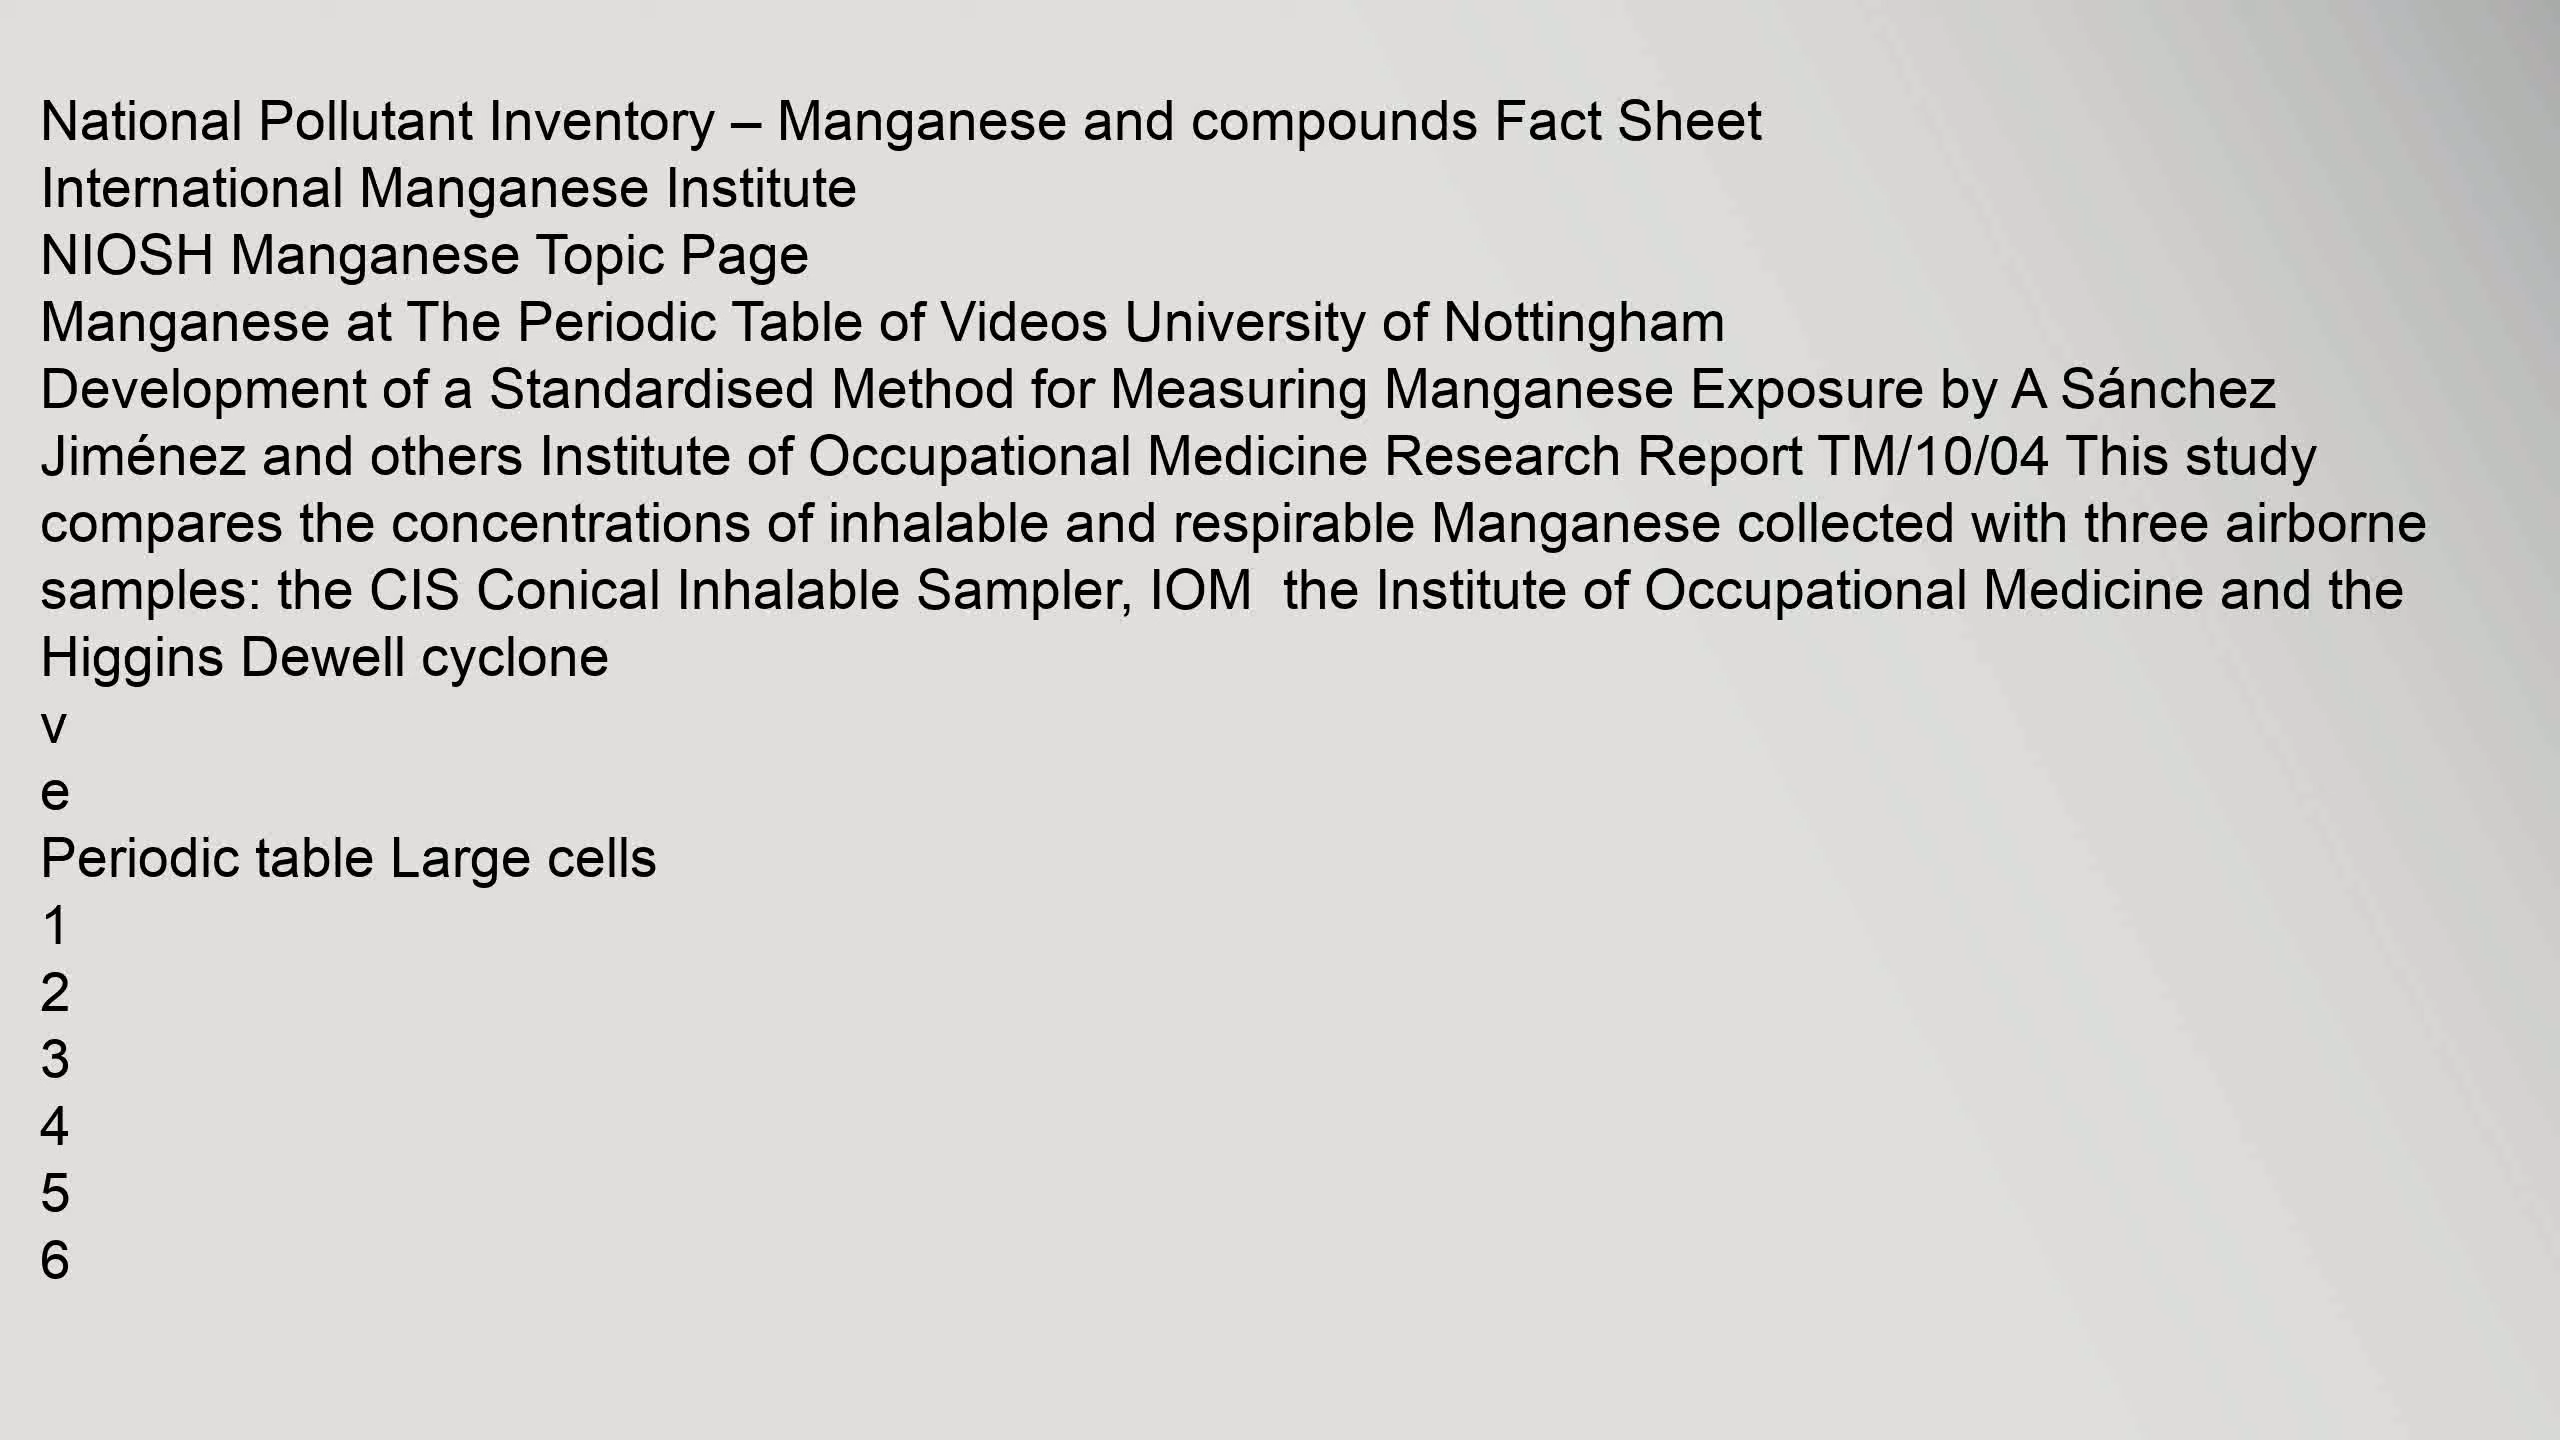 National Pollutant Inventory – Manganese and compounds Fact Sheet
International Manganese Institute
NIOSH Manganese Topic Page
Manganese at The Periodic Table of Videos University of Nottingham
Development of a Standardised Method for Measuring Manganese Exposure by A Sánchez
Jiménez and others Institute of Occupational Medicine Research Report TM/10/04 This study
compares the concentrations of inhalable and respirable Manganese collected with three airborne
samples: the CIS Conical Inhalable Sampler, IOM  the Institute of Occupational Medicine and the
Higgins Dewell cyclone
v
e
Periodic table Large cells
1
2
3
4
5
6